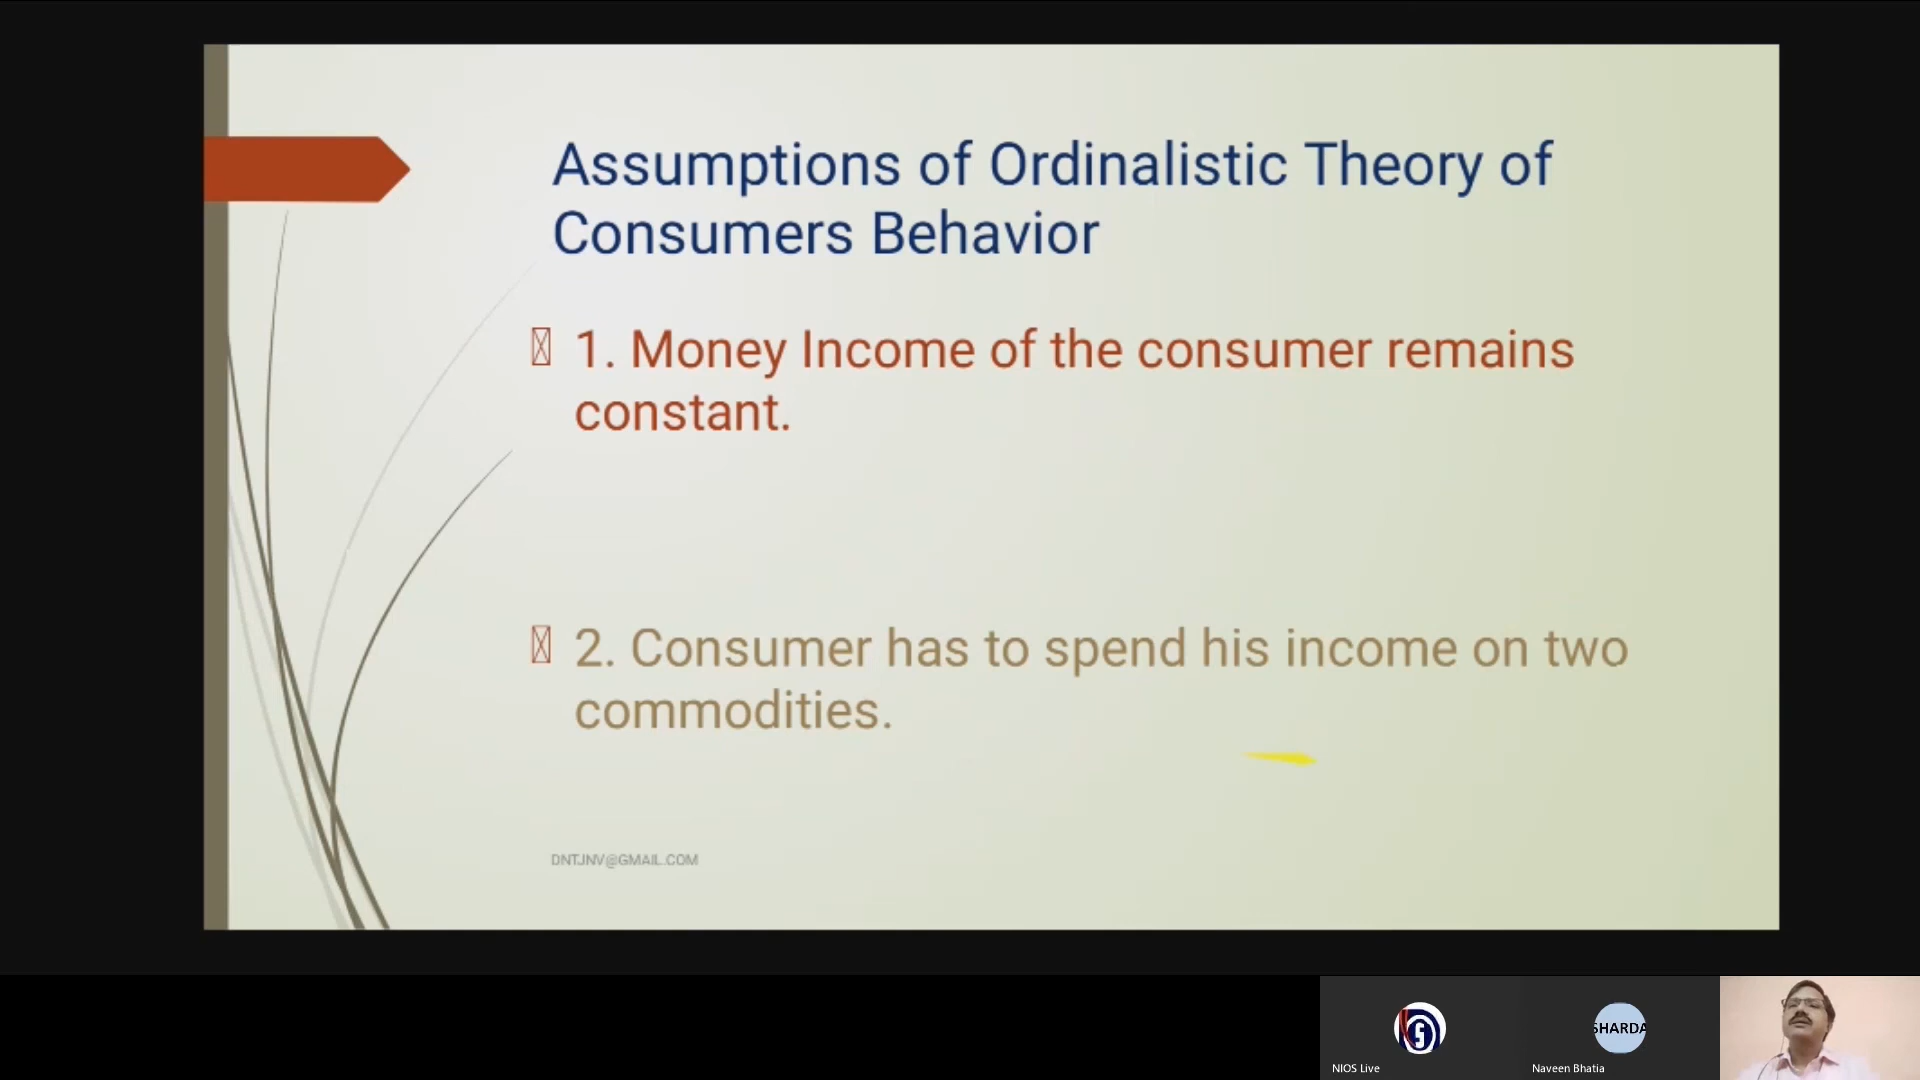 Assumptions of Ordinalistic Theory of
Consumers Behavior
1. Money Income of the consumer remains
constant.
2. Consumer has to spend his income on two
commodities.
DNTJNV@GMAIL.COM
SHARDA
NIOS Live
Naveen Bhatia